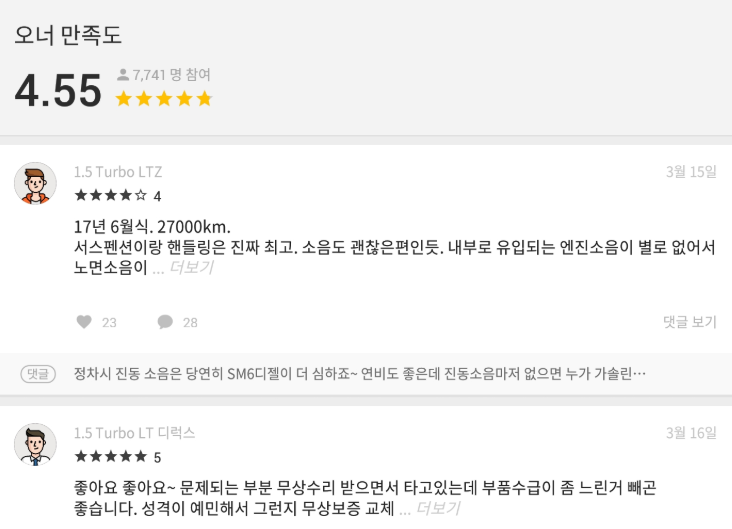 오너 만족도
4.55
7,741 명 참여
1.5 Turbo LTZ
3월 15일
4
17년 6월식. 27000km.
서스펜션이랑 핸들링은 진짜 최고. 소음도 괜찮은편인듯. 내부로 유입되는 엔진소음이 별로 없어서
노면소음이 ... 더보기
23
28
댓글 보기
댓글
정차시 진동 소음은 당연히 SM6디젤이 더 심하죠~ 연비도 좋은데 진동소음마저 없으면 누가 가솔린…
1.5 Turbo LT 디럭스
3월 16일
5
좋아요 좋아요~ 문제되는 부분 무상수리 받으면서 타고있는데 부품수급이 좀 느린거 빼곤
좋습니다. 성격이 예민해서 그런지 무상보증 교체 ... 더보기